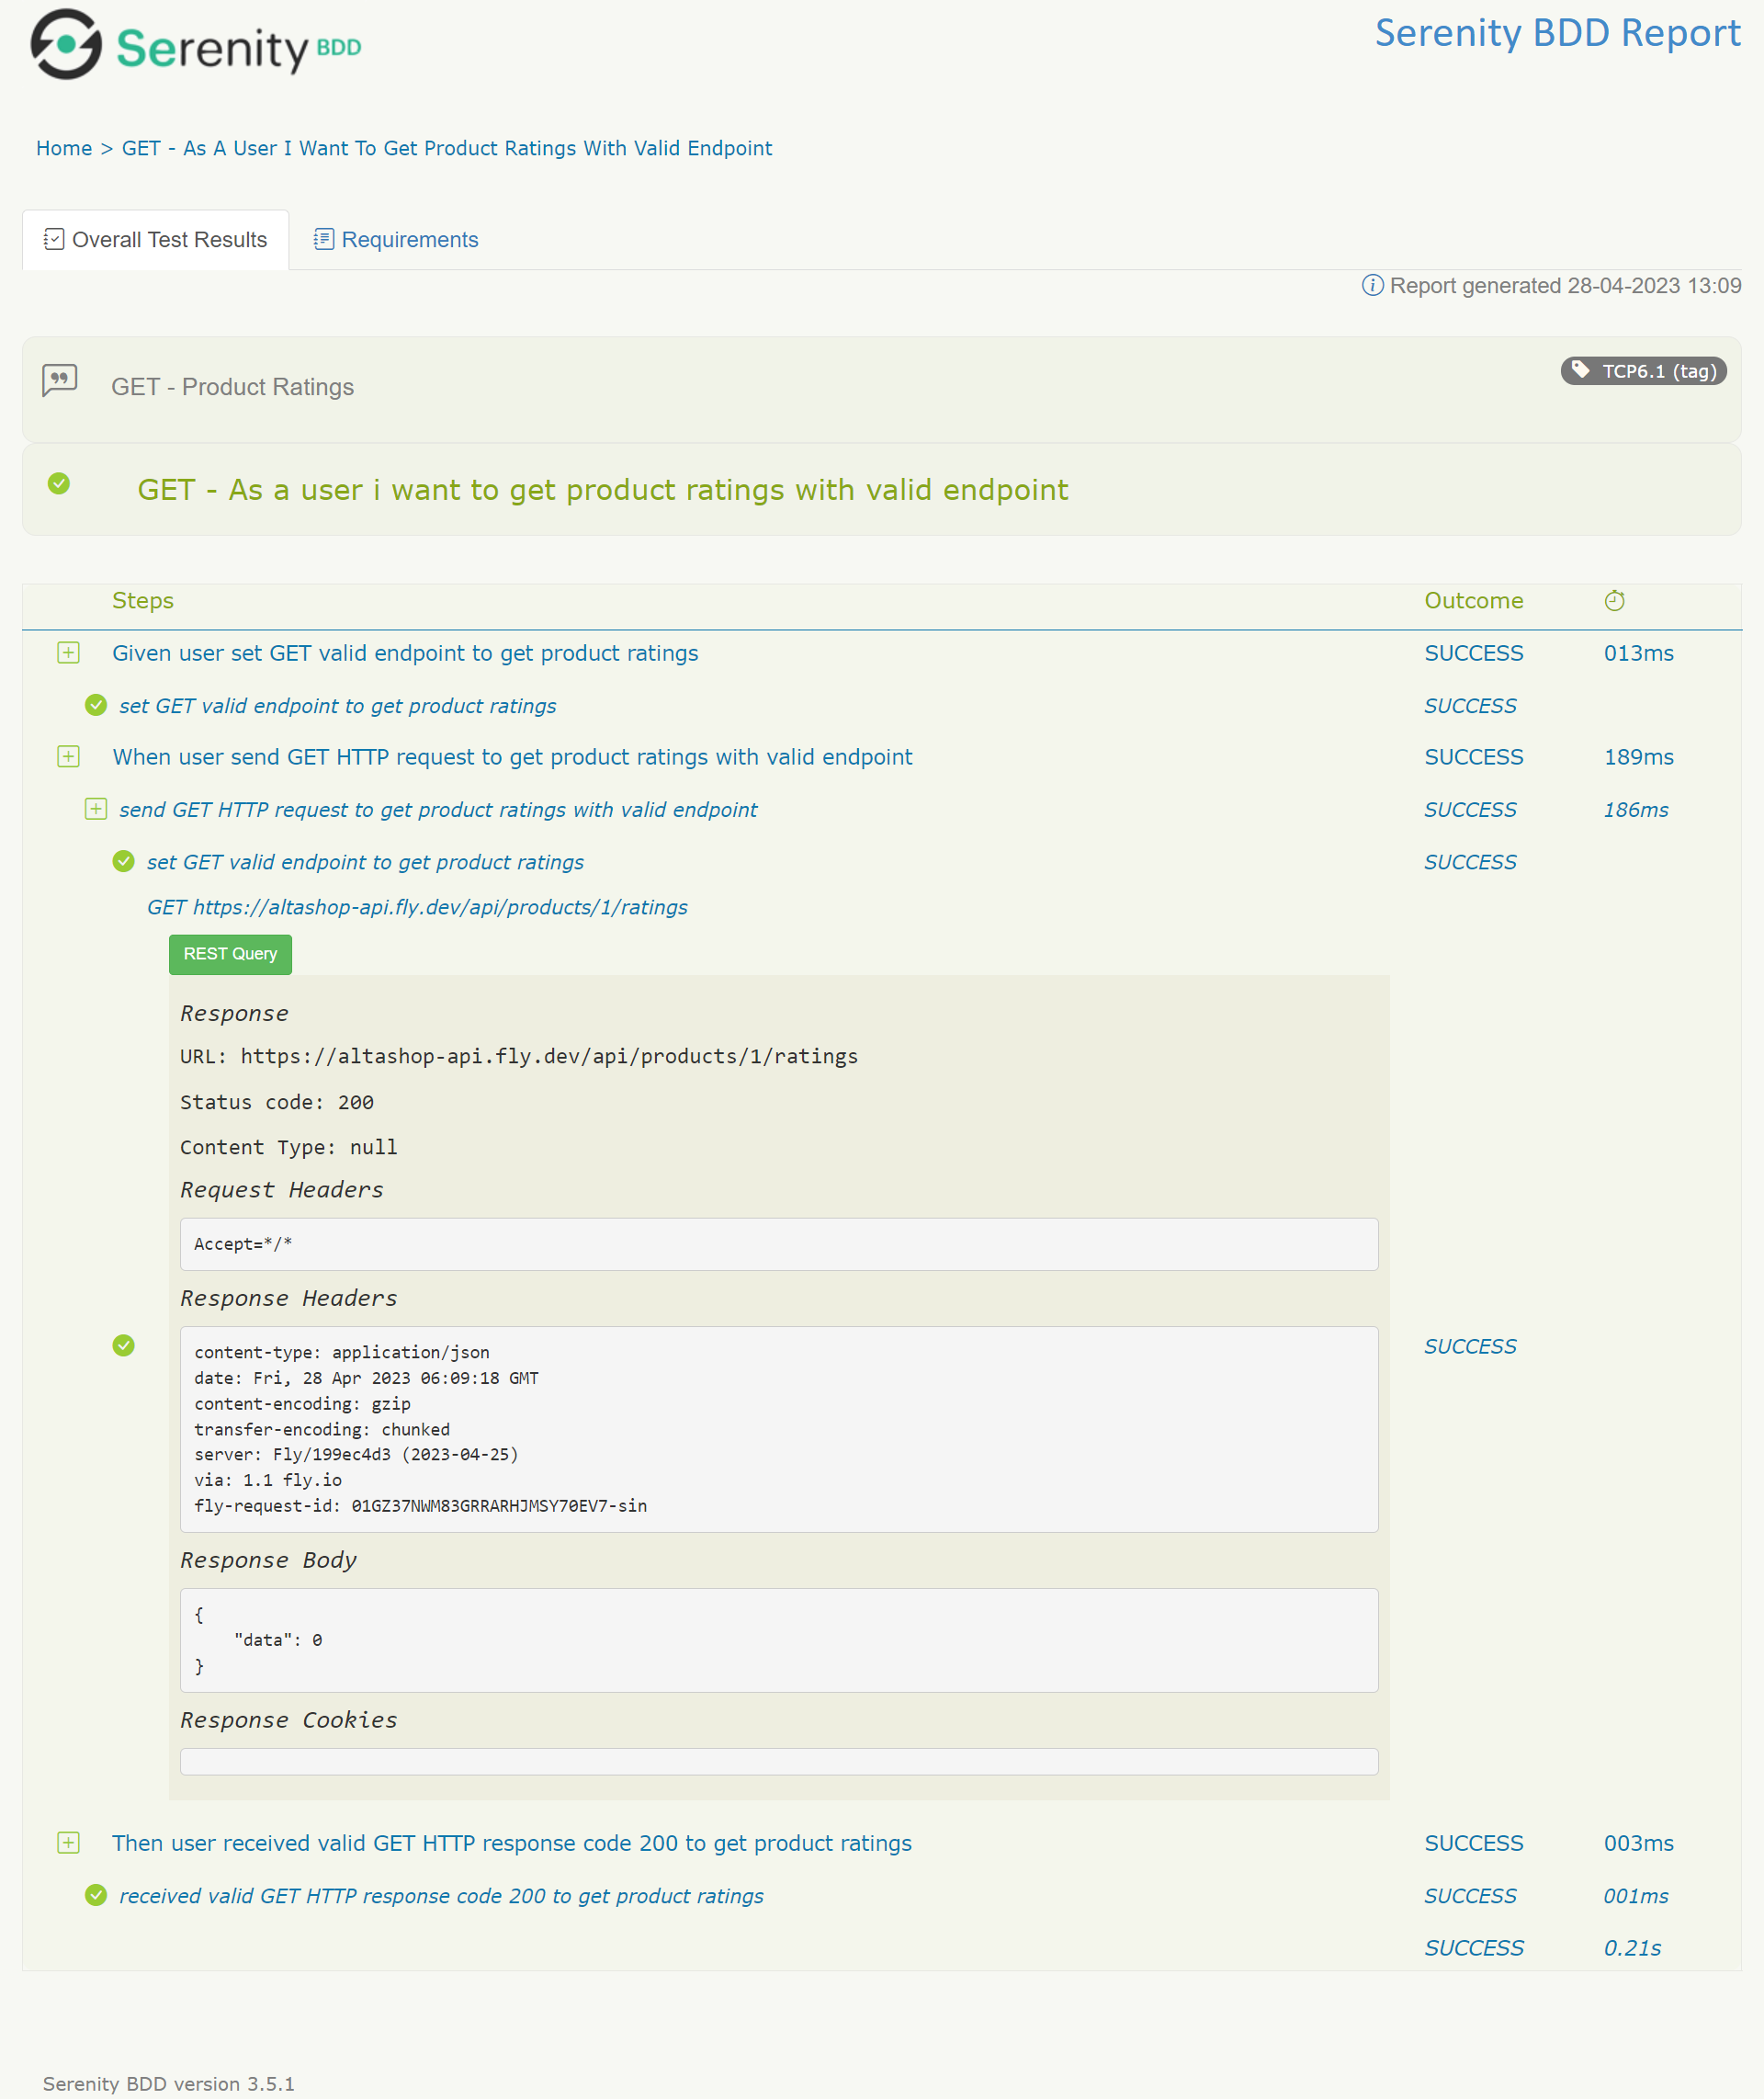 Serenity BDD
Serenity BDD Report
Home > GET - As A User I Want To Get Product Ratings With Valid Endpoint
Overall Test Results
Requirements
Report generated 28-04-2023 13:09
GET - Product Ratings
TCP6.1 (tag)
GET - As a user i want to get product ratings with valid endpoint
Steps Outcome
Given user set GET valid endpoint to get product ratings SUCCESS 013ms
set GET valid endpoint to get product ratings SUCCESS
When user send GET HTTP request to get product ratings with valid endpoint SUCCESS 189ms
send GET HTTP request to get product ratings with valid endpoint SUCCESS 186ms
set GET valid endpoint to get product ratings SUCCESS
GET https://altashop-api.fly.dev/api/products/1/ratings
REST Query
Response
URL: https://altashop-api.fly.dev/api/products/1/ratings
Status code: 200
Content Type: null
Request Headers
Accept=*/*
Response Headers
content-type: application/json
SUCCESS
date: Fri, 28 Apr 2023 06:09:18 GMT
content-encoding: gzip
transfer-encoding: chunked
server: Fly/199ec4d3 (2023-04-25)
via: 1.1 fly.io
fly-request-id: 01GZ37NWM83GRRARHJMSY70EV7-sin
Response Body
{
"data": 0
}
Response Cookies
Then user received valid GET HTTP response code 200 to get product ratings SUCCESS 003ms
received valid GET HTTP response code 200 to get product ratings SUCCESS 001ms
SUCCESS 0.21s
Serenity BDD version 3.5.1